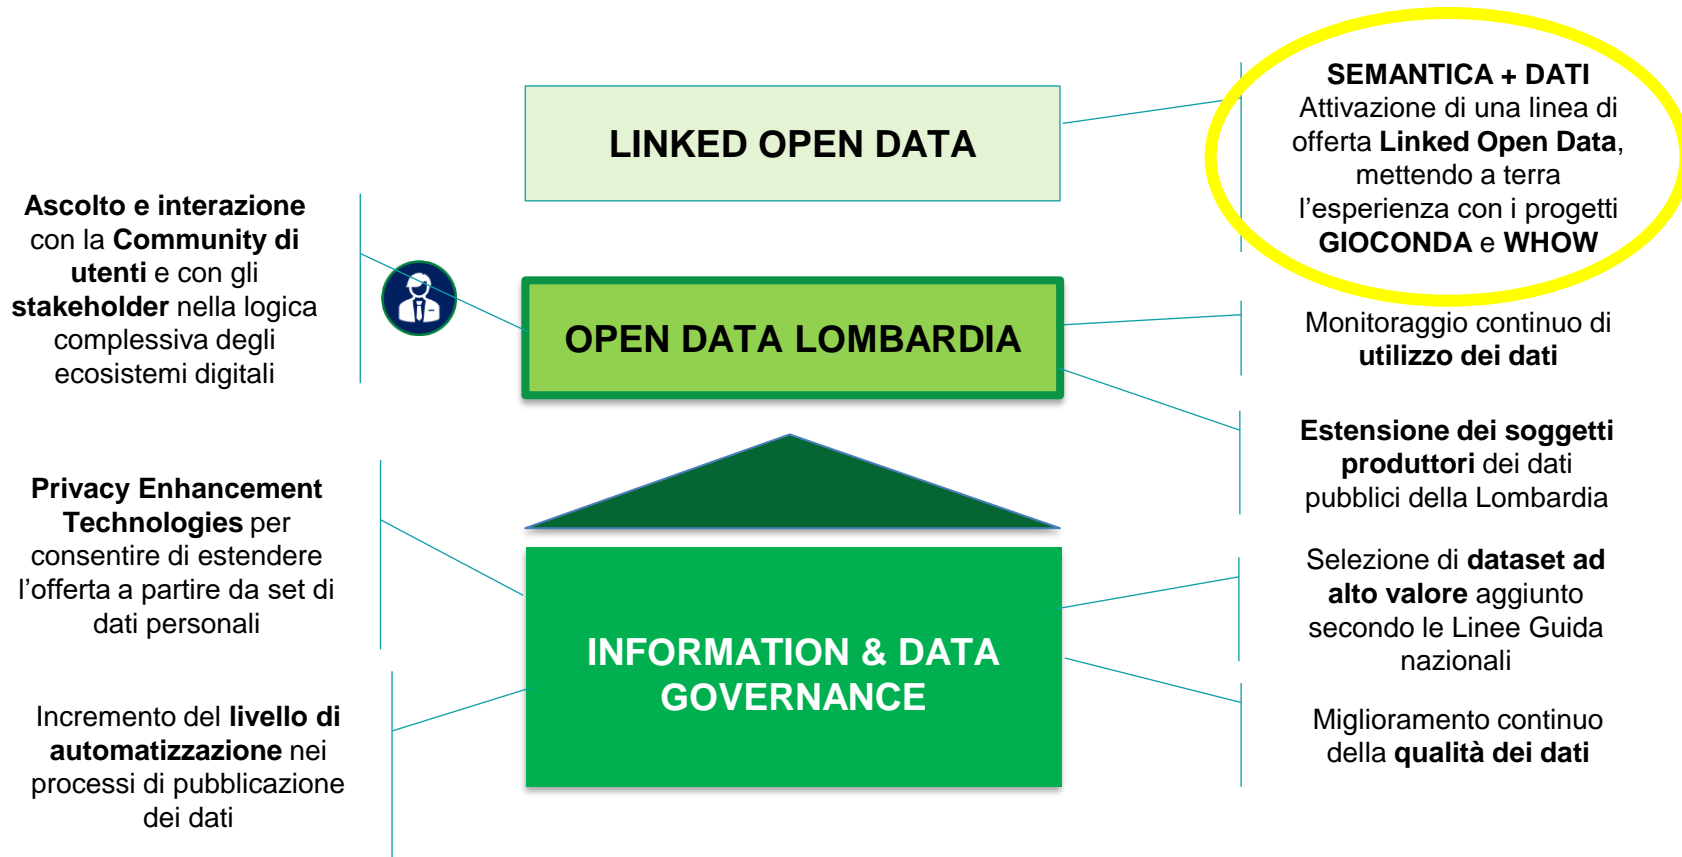 SEMANTICA + DATI
Attivazione di una linea di
offerta Linked Open Data,
mettendo a terra
l’esperienza con i progetti
GIOCONDA e WHOW
LINKED OPEN DATA
Ascolto e interazione
con la Community di
utenti e con gli
stakeholder nella logica
complessiva degli
ecosistemi digitali
OPEN DATA LOMBARDIA
Monitoraggio continuo di
utilizzo dei dati
Estensione dei soggetti
produttori dei dati
pubblici della Lombardia
Privacy Enhancement
Technologies per
consentire di estendere
l’offerta a partire da set di
dati personali
INFORMATION & DATA
GOVERNANCE
Selezione di dataset ad
alto valore aggiunto
secondo le Linee Guida
nazionali
Incremento del livello di
automatizzazione nei
processi di pubblicazione
dei dati
Miglioramento continuo
della qualità dei dati